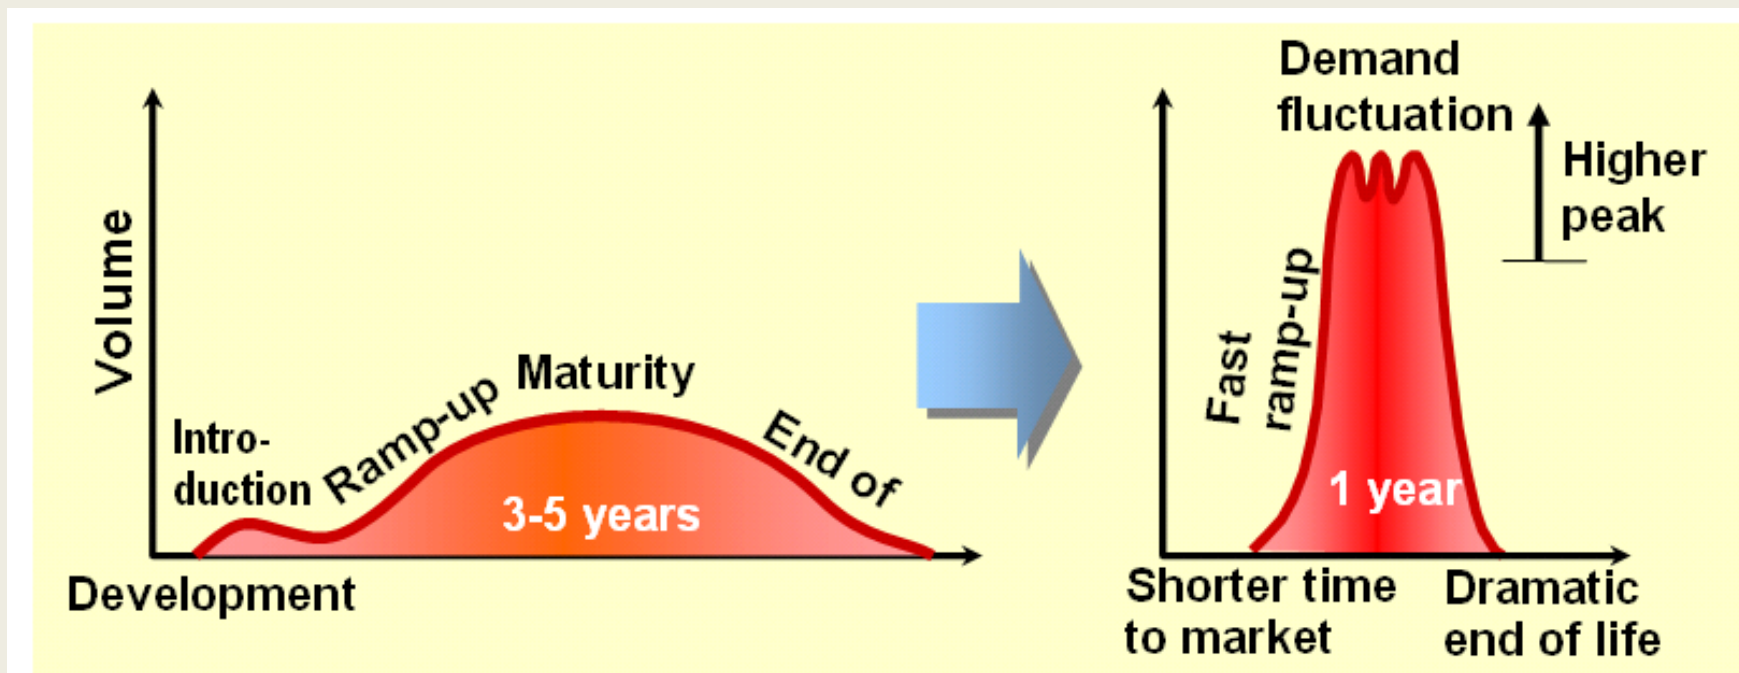 Volume
Intro-
duction
Ramp-up
Maturity
End of
3-5 years
Development
Demand
fluctuation
Higher
peak
Fast
ramp-up
1 year
Shorter time
to market
Dramatic
end of life